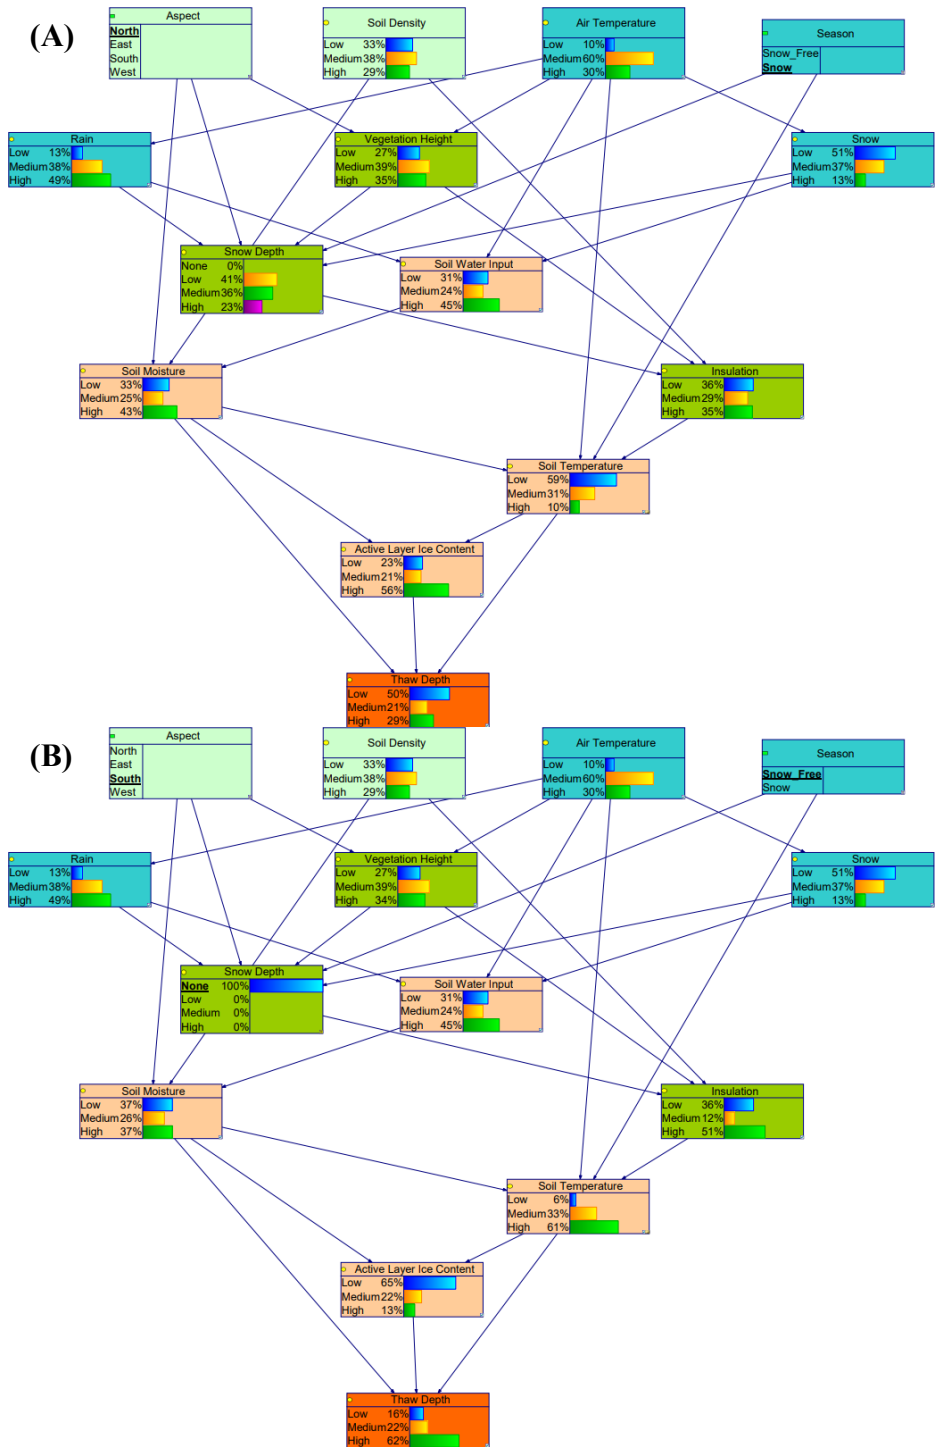 (A)
Aspect
North
East
South
West
Soil Density
Low 33%
Medium 38%
High 29%
Air Temperature
Low 10%
Medium 60%
High 30%
Season
Snow_Free
Snow
Rain
Low 13%
Medium 38%
High 49%
Vegetation Height
Low 27%
Medium 39%
High 35%
Snow
Low 51%
Medium 37%
High 13%
Snow Depth
None 0%
Low 41%
Medium 36%
High 23%
Soil Water Input
Low 31%
Medium 24%
High 45%
Soil Moisture
Low 33%
Medium 25%
High 43%
Insulation
Low 36%
Medium 29%
High 35%
Soil Temperature
Low 59%
Medium 31%
High 10%
Active Layer Ice Content
Low 23%
Medium 21%
High 56%
Thaw Depth
Low 50%
Medium 21%
High 29%
(B)
Aspect
North
East
South
West
Soil Density
Low 33%
Medium 38%
High 29%
Air Temperature
Low 10%
Medium 60%
High 30%
Season
Snow_Free
Snow
Rain
Low 13%
Medium 38%
High 49%
Vegetation Height
Low 27%
Medium 39%
High 34%
Snow
Low 51%
Medium 37%
High 13%
Snow Depth
None 100%
Low 0%
Medium 0%
High 0%
Soil Water Input
Low 31%
Medium 24%
High 45%
Soil Moisture
Low 37%
Medium 26%
High 37%
Insulation
Low 36%
Medium 12%
High 51%
Soil Temperature
Low 6%
Medium 33%
High 61%
Active Layer Ice Content
Low 65%
Medium 22%
High 13%
Thaw Depth
Low 16%
Medium 22%
High 62%